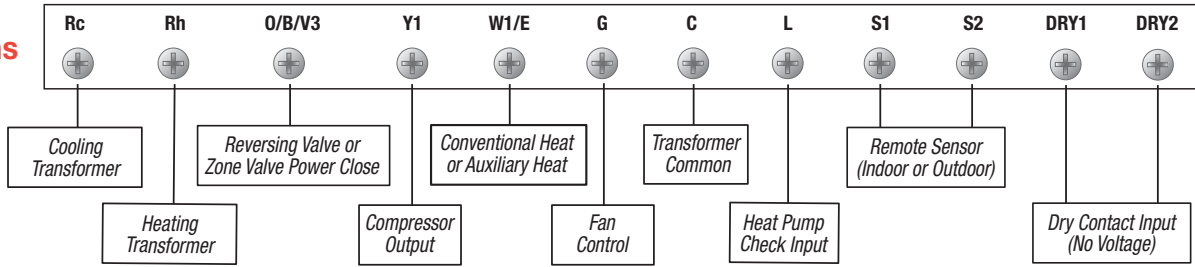 Rc Rh O/B/V3 Y1 W1/E G C L S1 S2 DRY1 DRY2
Cooling
Transformer
Heating
Transformer
Reversing Valve or
Zone Valve Power Close
Compressor
Output
Conventional Heat
or Auxiliary Heat
Fan
Control
Transformer
Common
Heat Pump
Check Input
Remote Sensor
(Indoor or Outdoor)
Dry Contact Input
(No Voltage)